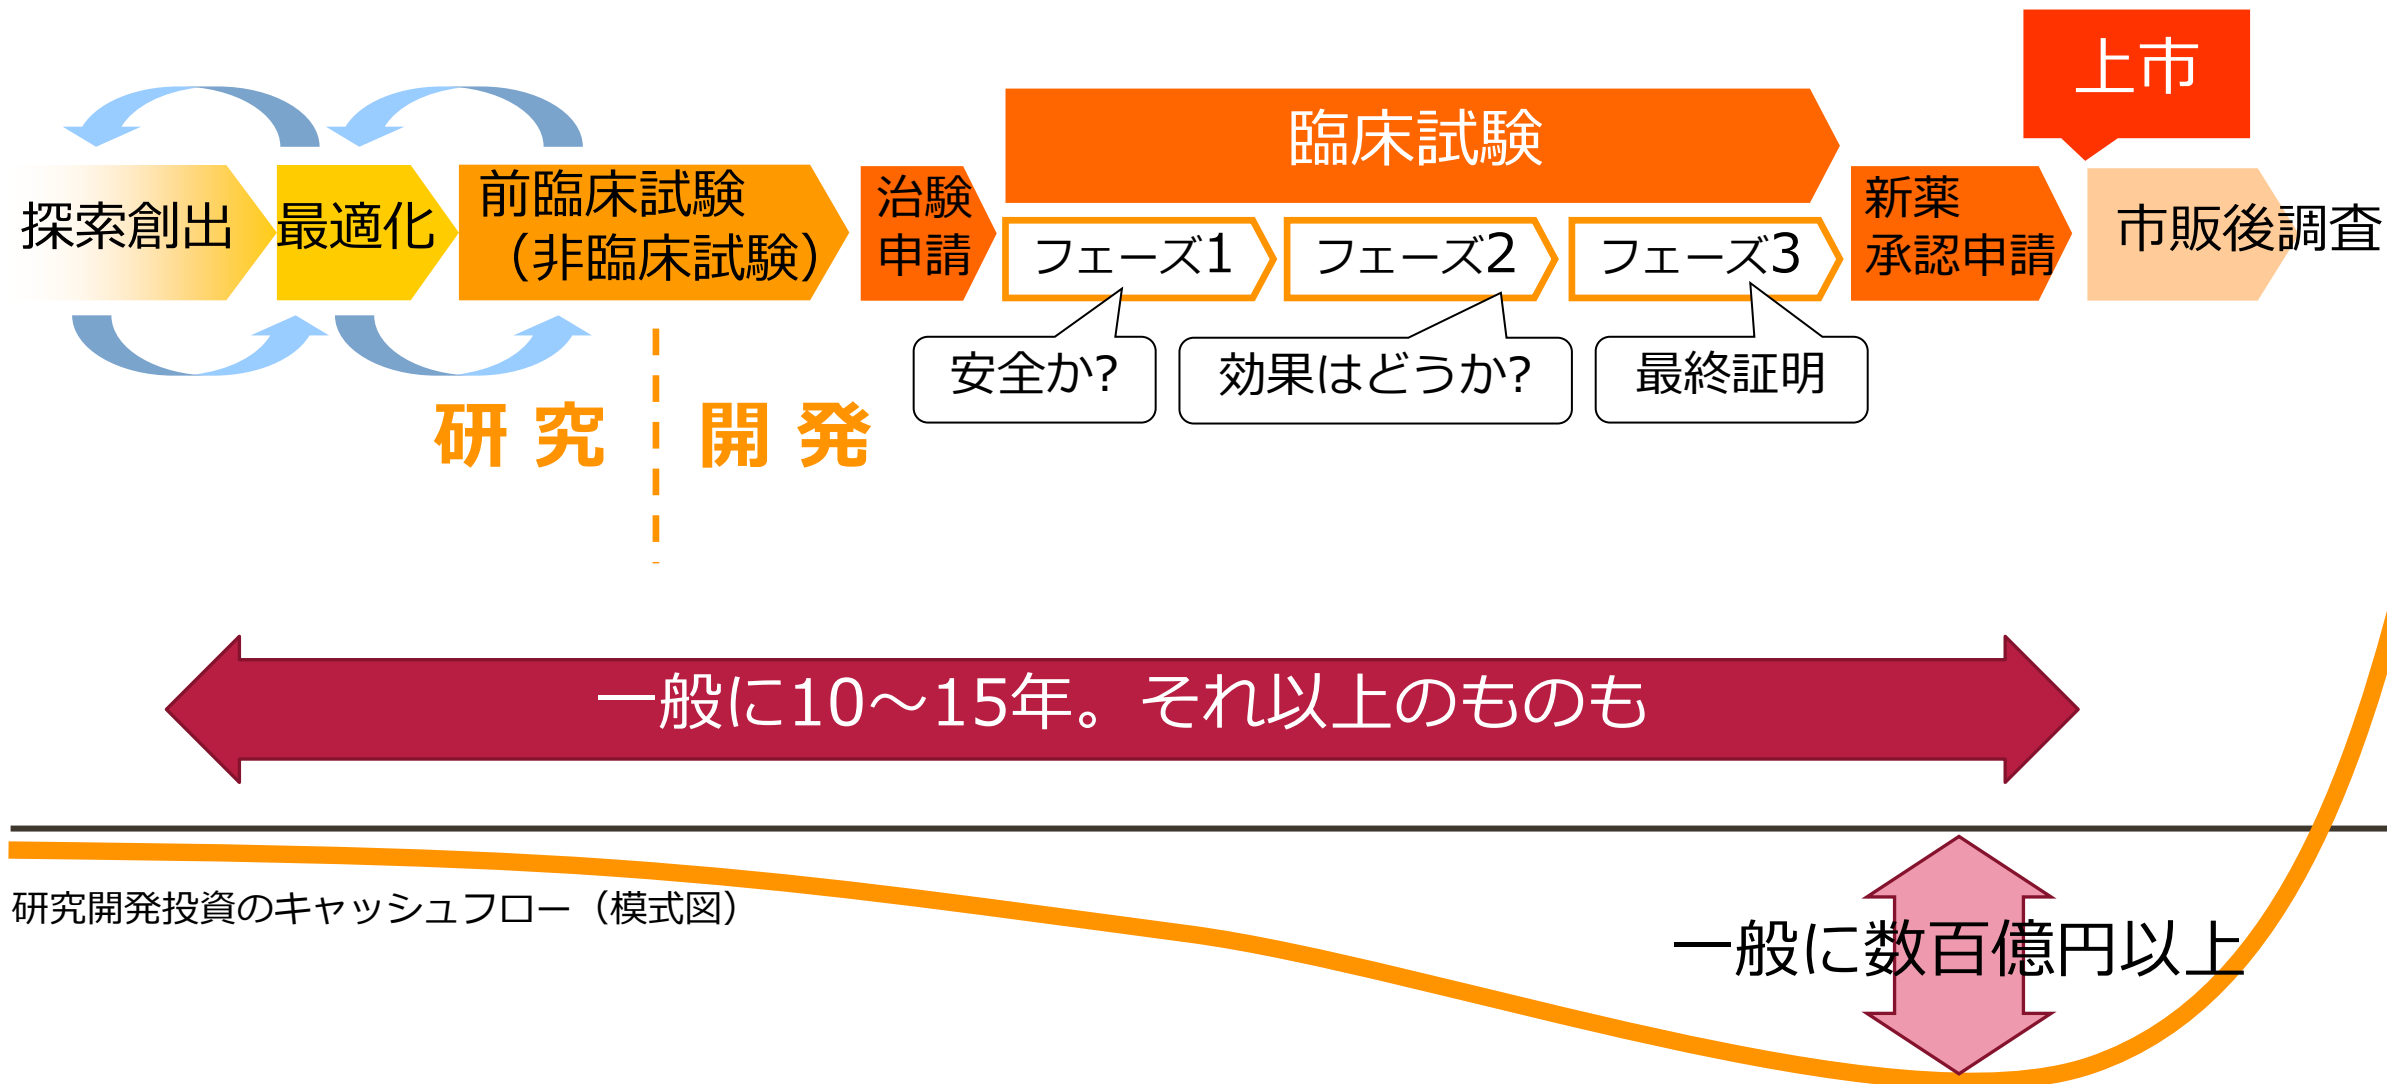 上市
臨床試験
探索創出
最適化
前臨床試験
（非臨床試験）
治験
申請
フェーズ1
フェーズ2
フェーズ3
新薬
承認申請
市販後調査
安全か?
効果はどうか?
最終証明
研 究
開 発
一般に10～15年。それ以上のものも
研究開発投資のキャッシュフロー（模式図）
一般に数百億円以上